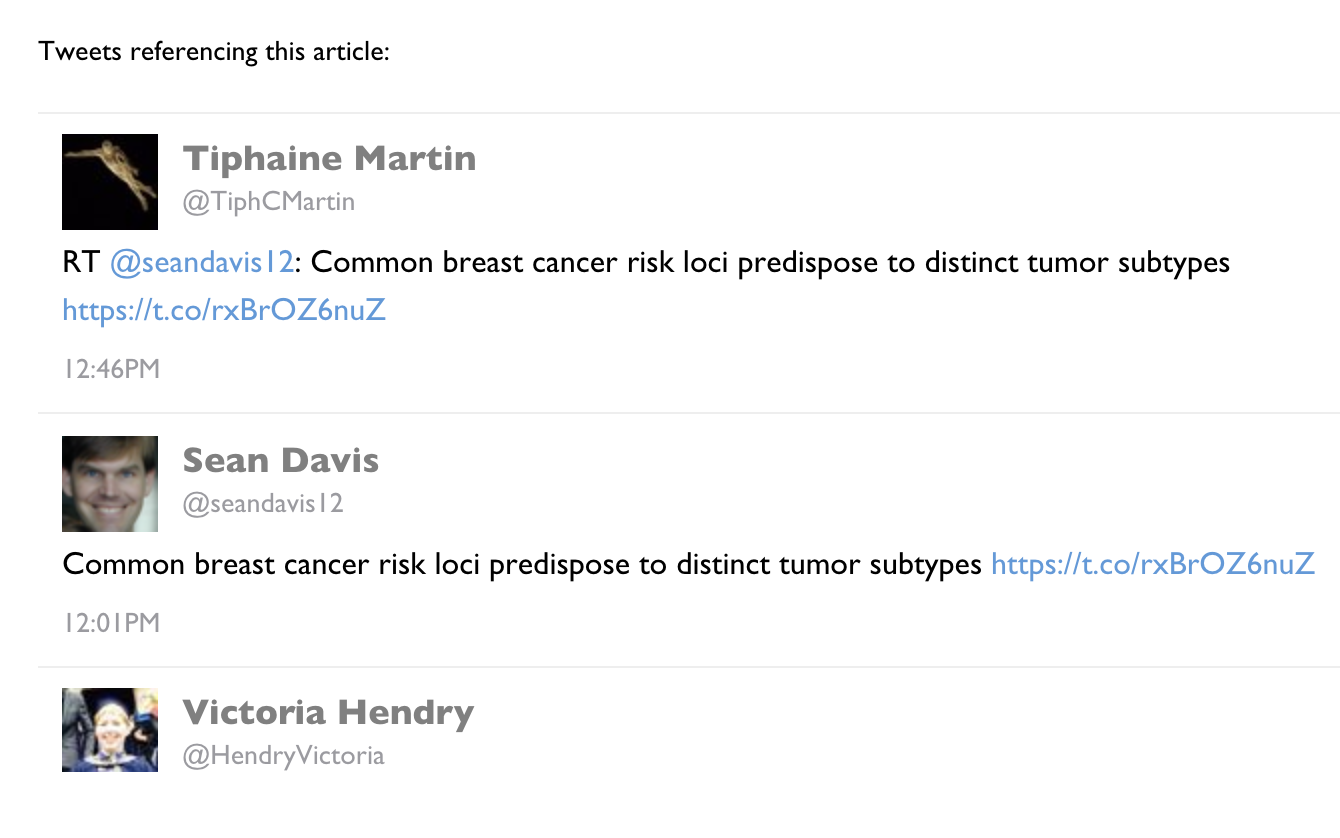 Tweets referencing this article:
Tiphaine Martin
@TiphCMartin
RT @seandavis12: Common breast cancer risk loci predispose to distinct tumor subtypes
https://t.co/rxBrOZ6nuZ
12:46PM
Sean Davis
@seandavis12
Common breast cancer risk loci predispose to distinct tumor subtypes https://t.co/rxBrOZ6nuZ
12:01PM
Victoria Hendry
@HendryVictoria